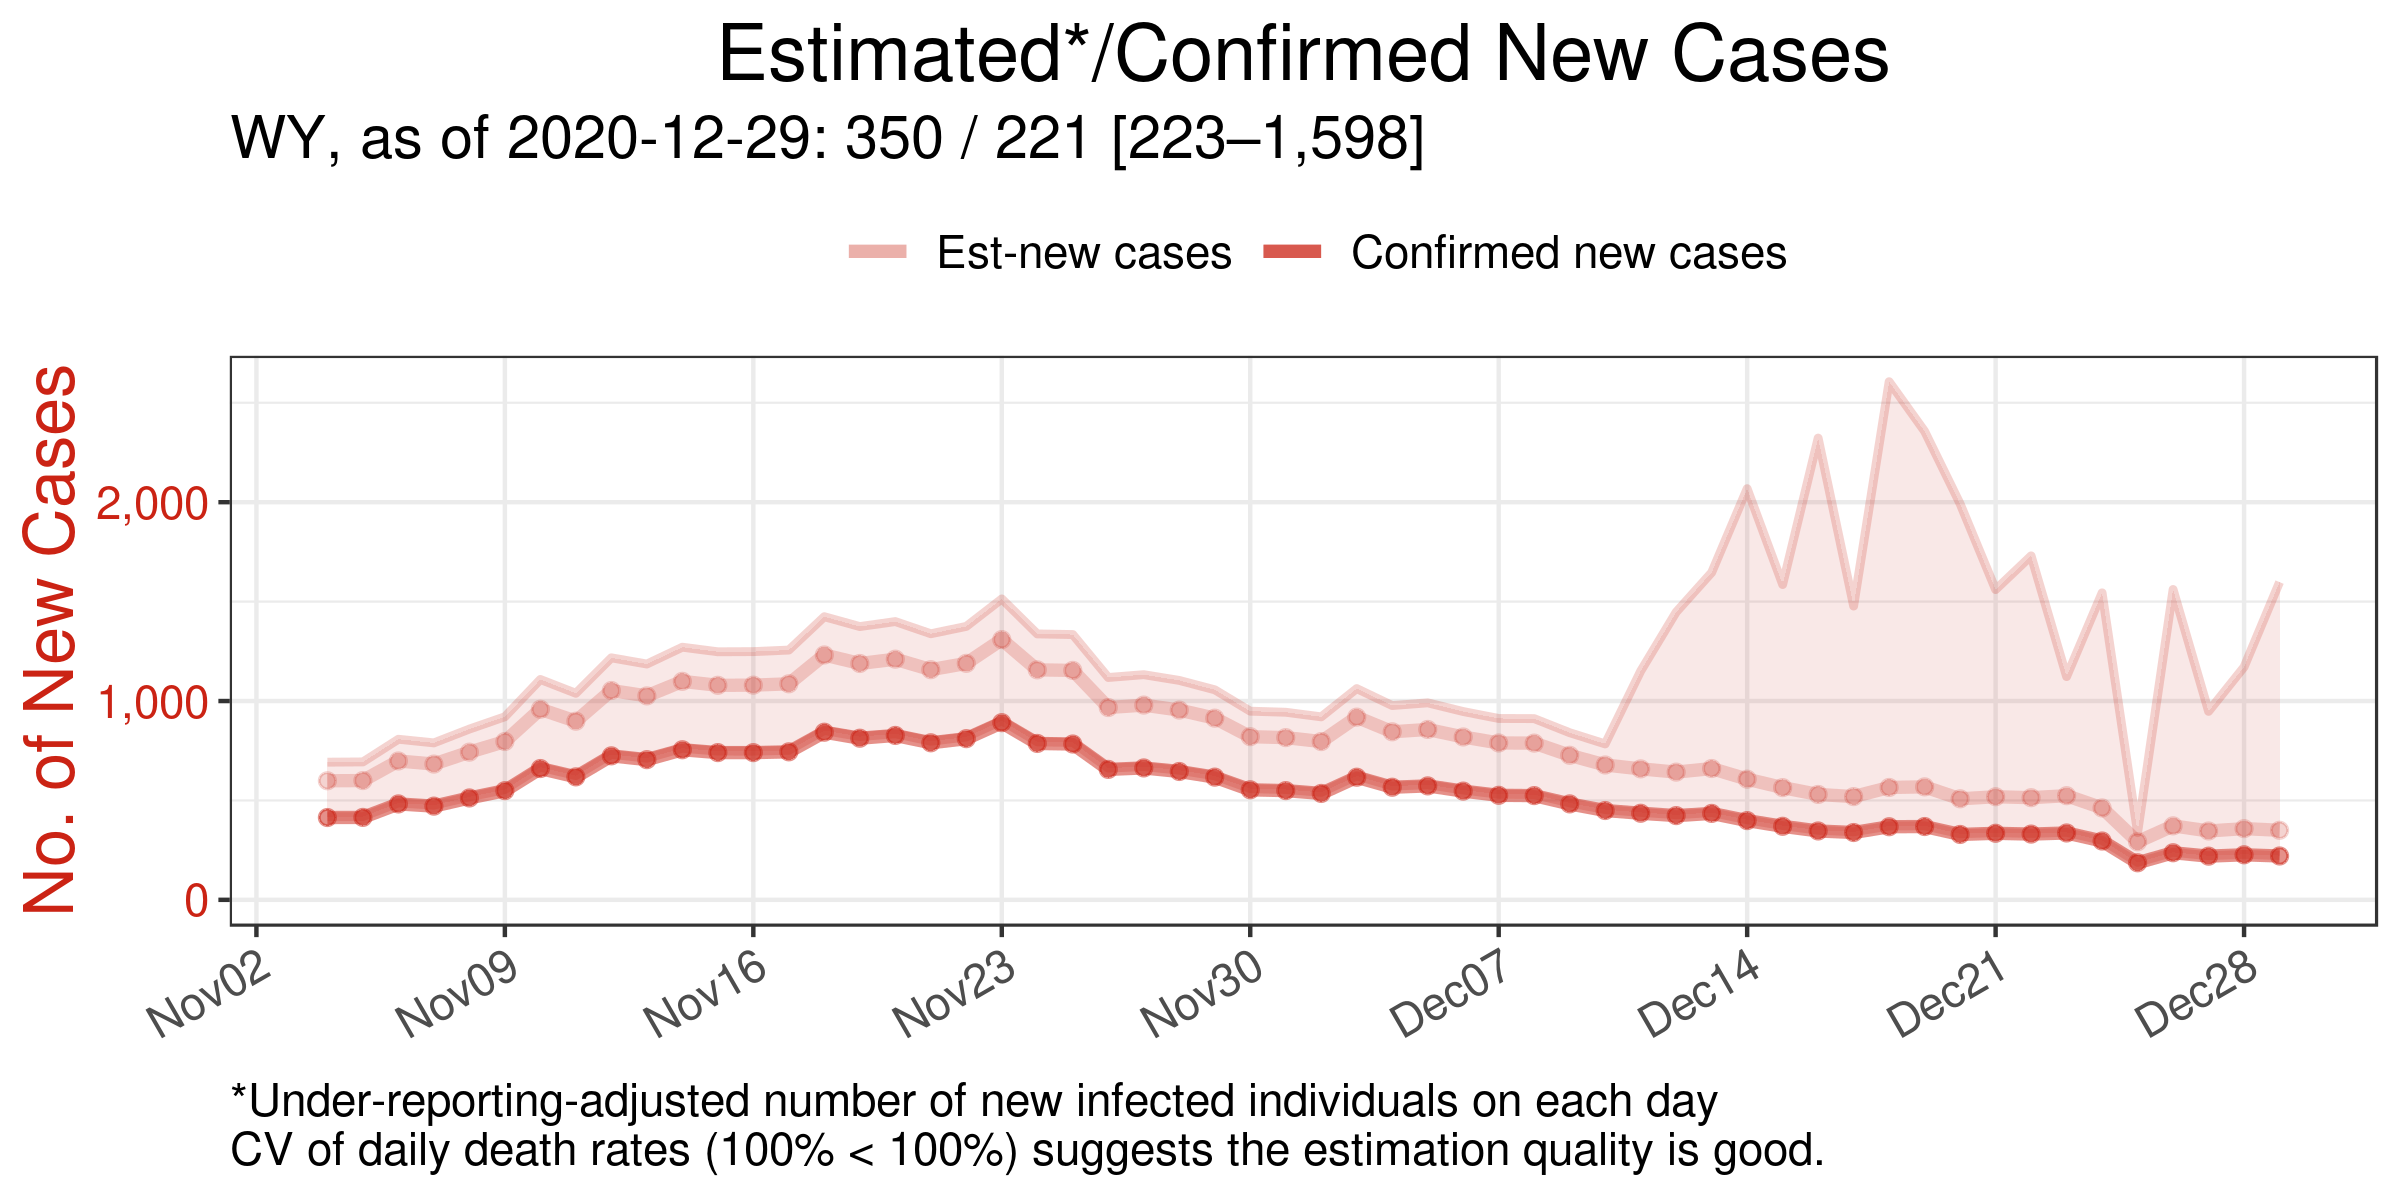 Estimated*/Confirmed New Cases
WY, as of 2020-12-29: 350 / 221 [223–1,598]
Est-new cases
Confirmed new cases
No. of New Cases
2,000
1,000
0
Nov02
Nov09
Nov16
Nov23
Nov30
Dec07
Dec14
Dec21
Dec28
*Under-reporting-adjusted number of new infected individuals on each day
CV of daily death rates (100% < 100%) suggests the estimation quality is good.